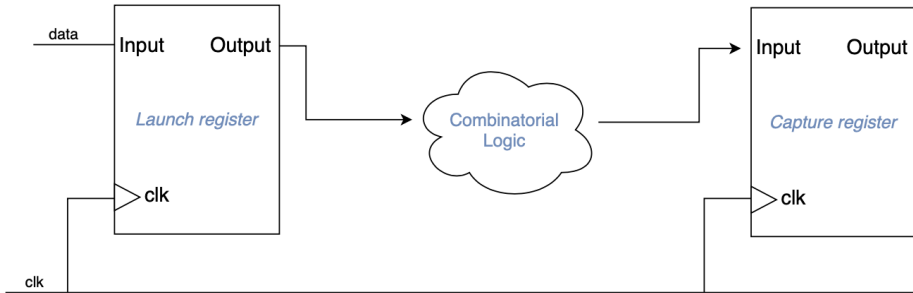 data
Input Output
Launch register
clk
Combinatorial
Logic
Input Output
Capture register
clk
clk